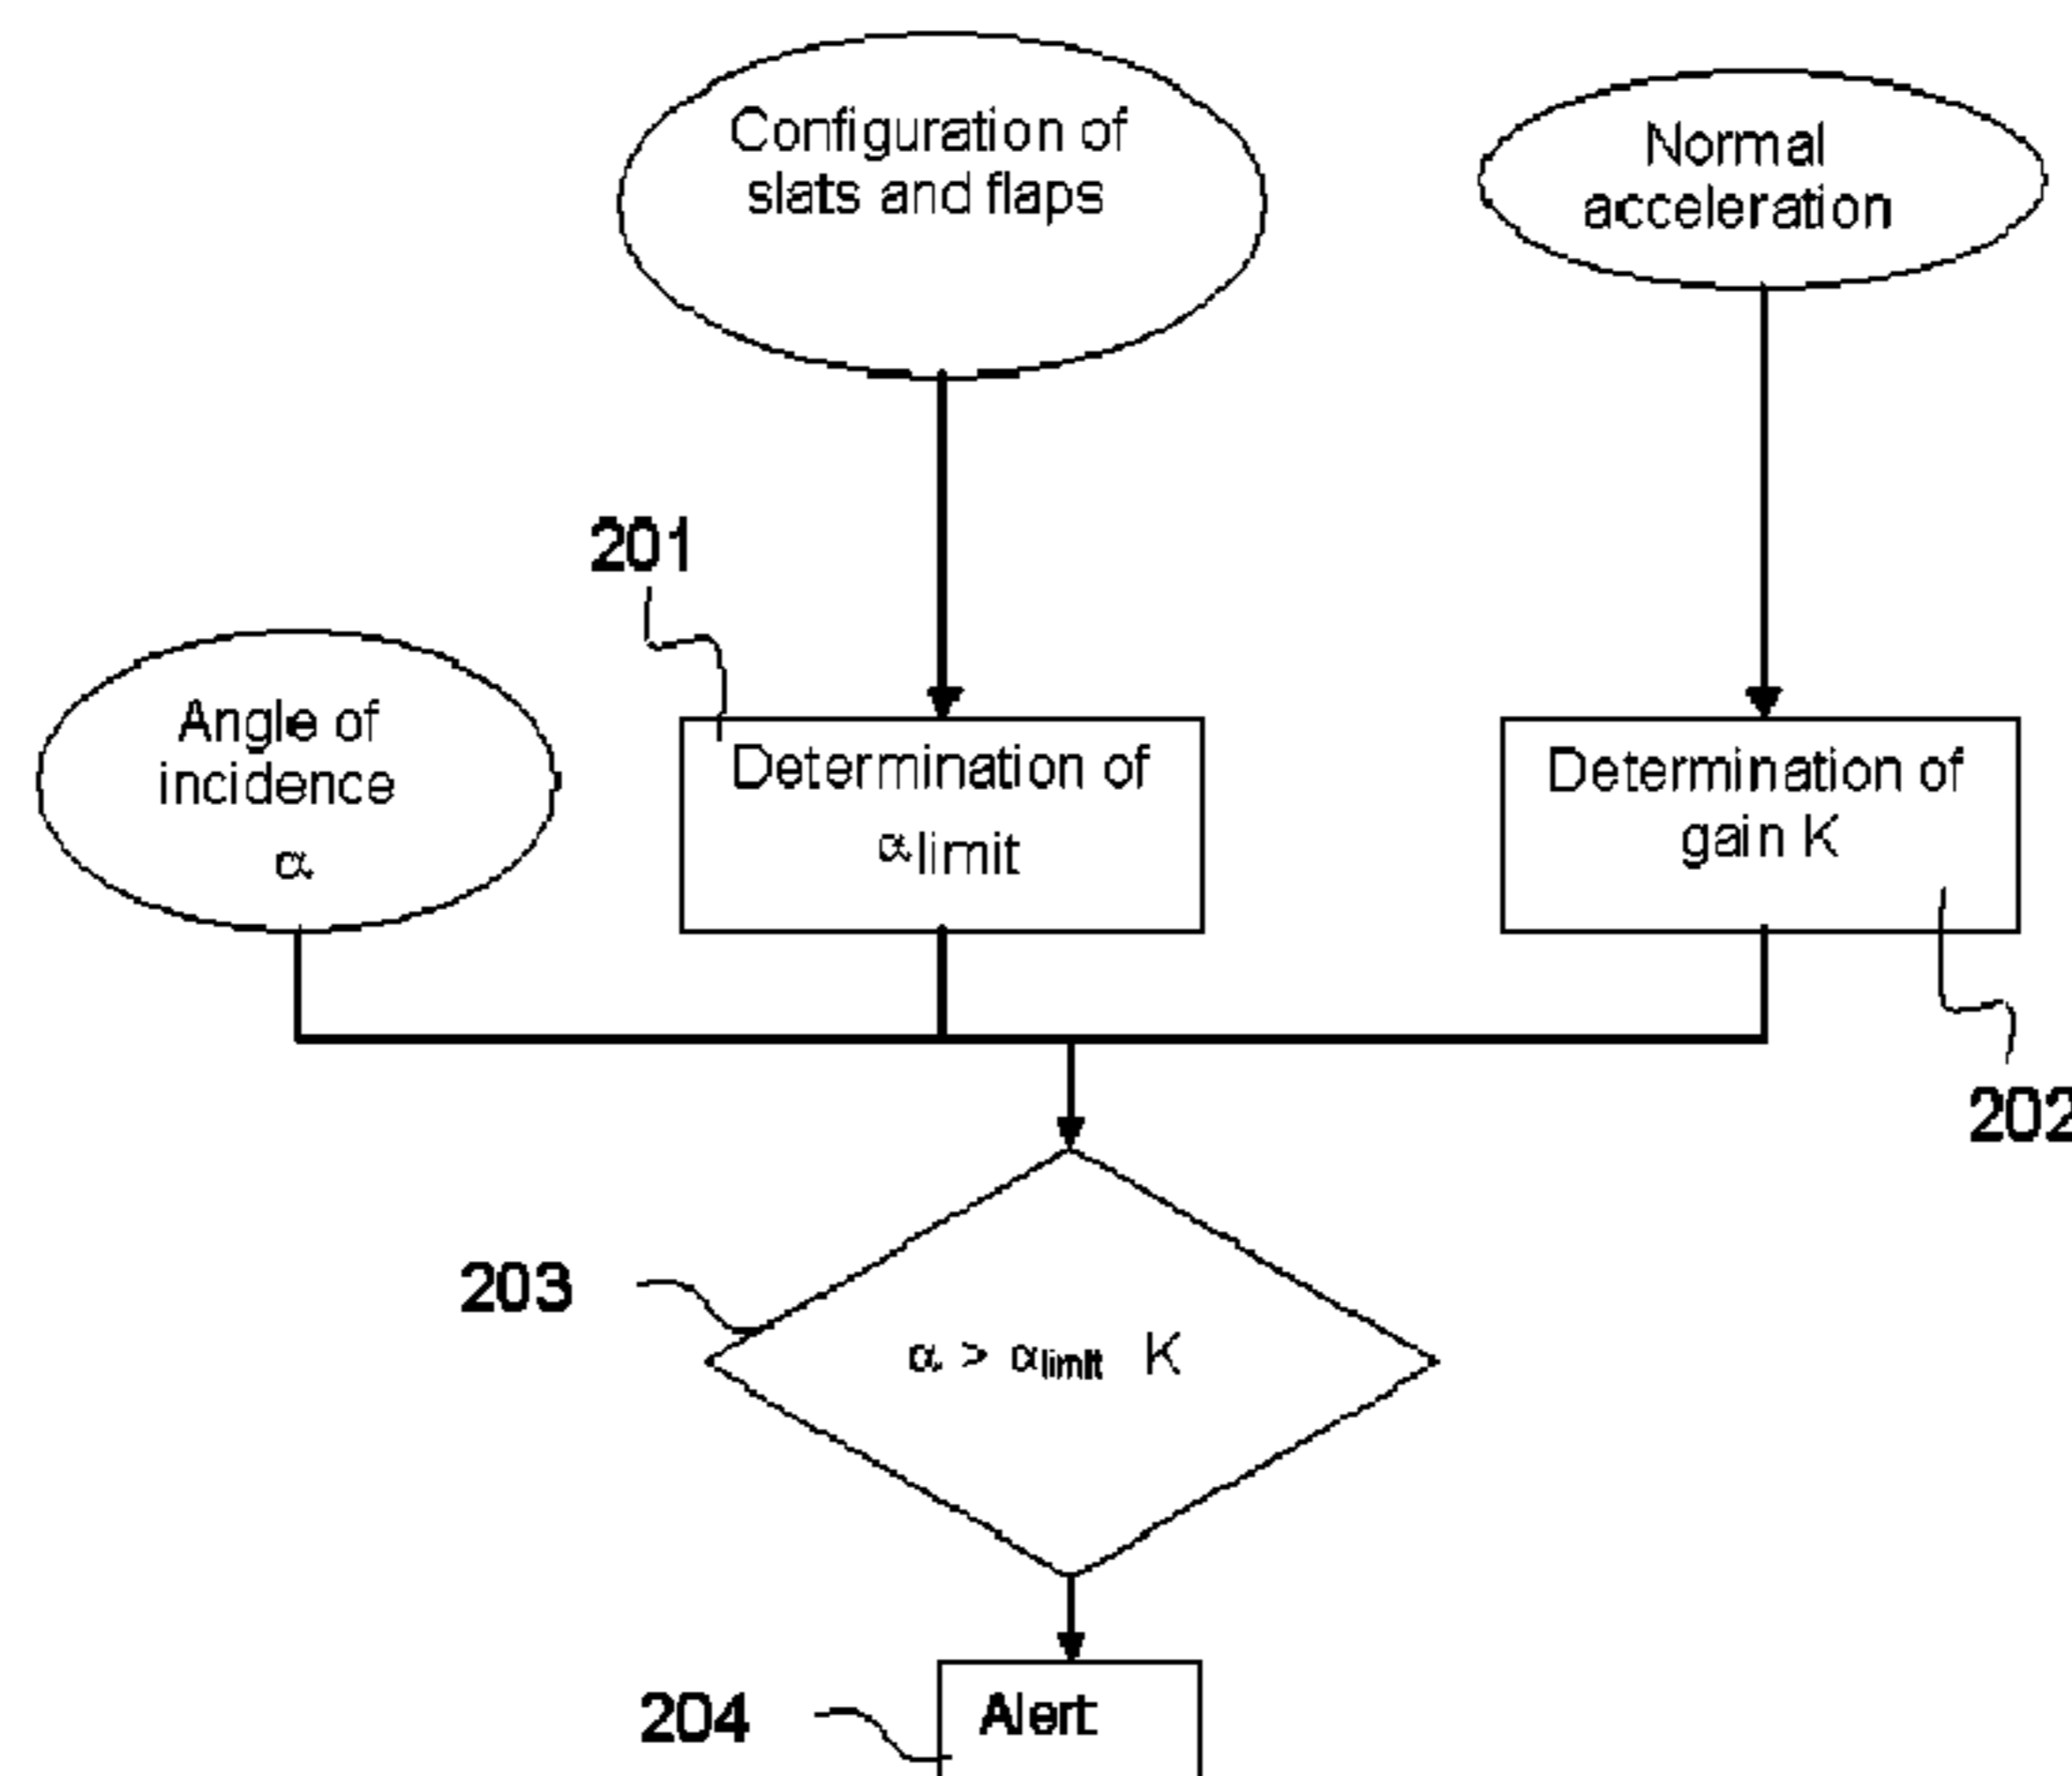 Configuration of
slats and flaps
Normal
acceleration
201
Angle of
incidence
α
Determination of
αlimit
Determination of
gain K
202
203
α > αlimit K
204
Alert